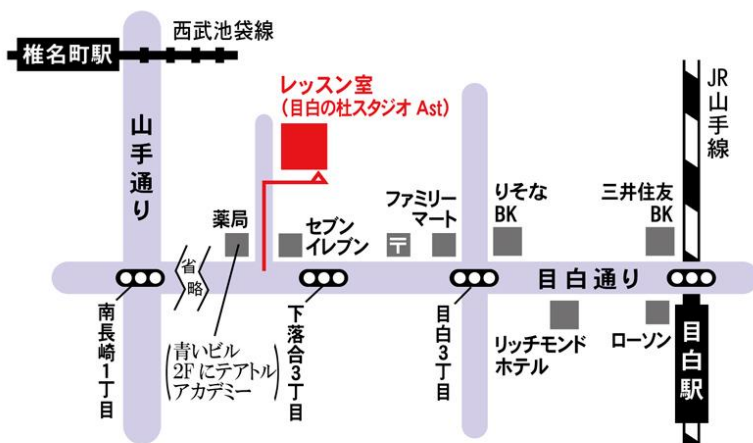 西武池袋線
椎名町駅
レッスン室
(目白の杜スタジオ Ast)
JR山手線
山手通り
薬局
セブン
イレブン
〒
ファミリー
マート
りそな
BK
三井住友
BK
省略
目白通り
南長崎1丁目
(青いビル
2Fにテアトル
アカデミー)
下落合3丁目
目白3丁目
リッチモンド
ホテル
ローソン
目白駅